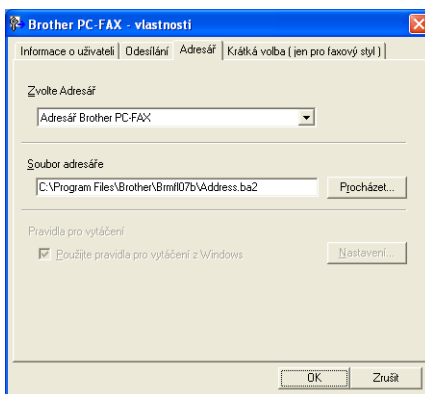 Brother PC-FAX - vlastnosti
Informace o uživateli Odesílání Adresář Krátká volba ( jen pro faxový styl )
Zvolte Adresář
Adresář Brother PC-FAX
Soubor adresáře
C:\Program Files\Brother\Brmfl07b\Address.ba2 Procházet...
Pravidla pro vytáčení
Použijte pravidla pro vytáčení z Windows Nastavení...
OK Zrušit